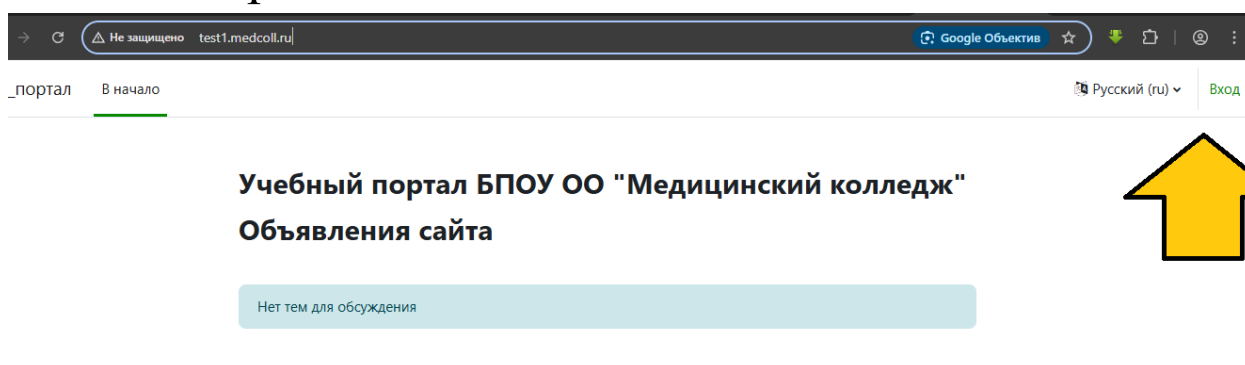 Не защищено test1.medcoll.ru
Google Объектив
_портал В начало Русский (ru) Вход
Учебный портал БПОУ ОО "Медицинский колледж"
Объявления сайта
Нет тем для обсуждения